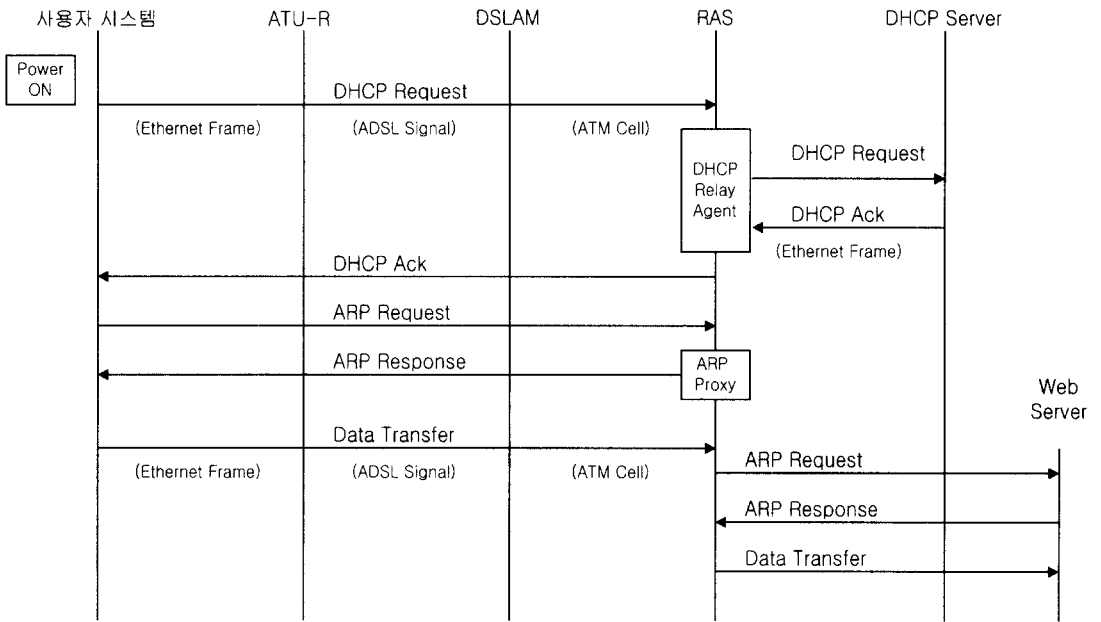 사용자 시스템 ATU-R DSLAM RAS DHCP Server
Power
ON
DHCP Request
(Ethernet Frame) (ADSL Signal) (ATM Cell)
DHCP
Relay
Agent
DHCP Request
DHCP Ack
(Ethernet Frame)
DHCP Ack
ARP Request
ARP Response
ARP
Proxy
Web
Server
Data Transfer
(Ethernet Frame) (ADSL Signal) (ATM Cell)
ARP Request
ARP Response
Data Transfer